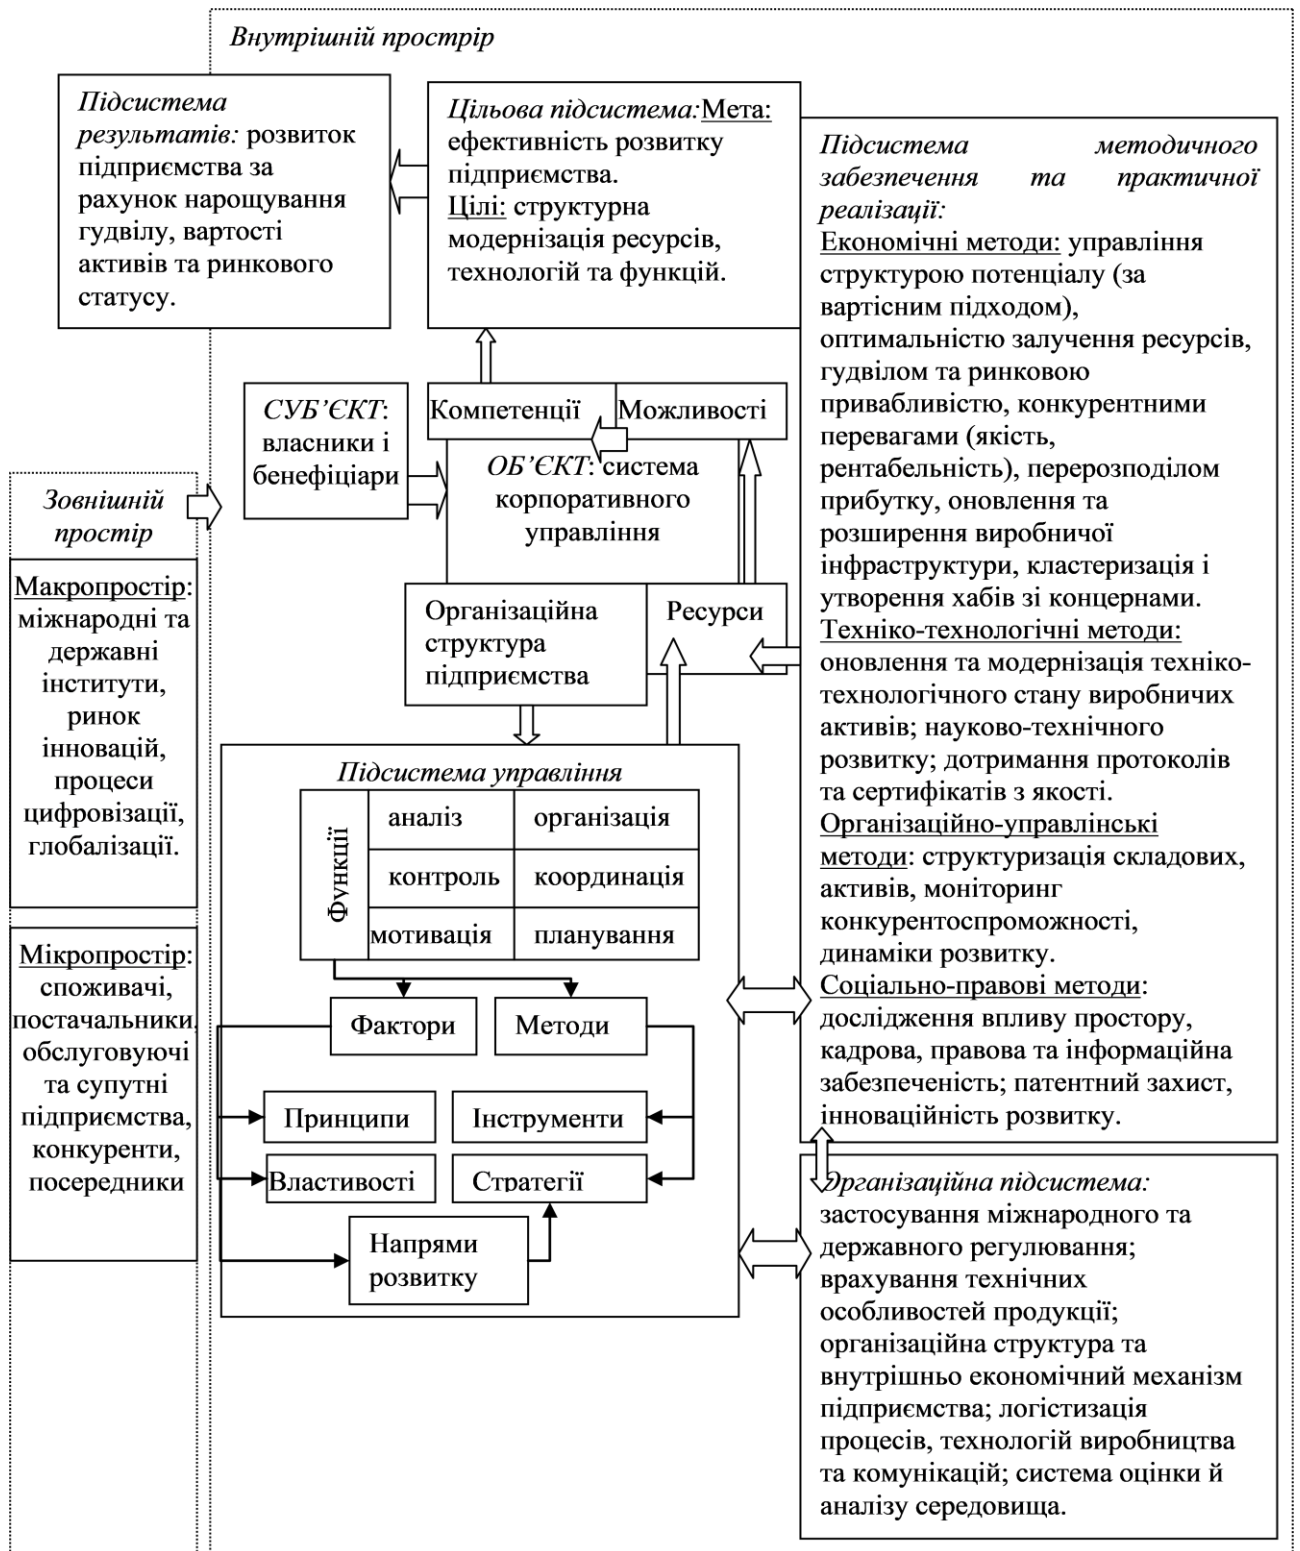 Внутрішній простір
Підсистема
результатів: розвиток
підприємства за
рахунок нарощування
гудвілу, вартості
активів та ринкового
статусу.
Цільова підсистема:Мета:
ефективність розвитку
підприємства.
Цілі: структурна
модернізація ресурсів,
технологій та функцій.
Підсистема методичного
забезпечення та практичної
реалізації:
Економічні методи: управління
структурою потенціалу (за
вартісним підходом),
оптимальністю залучення ресурсів,
гудвілом та ринковою
привабливістю, конкурентними
перевагами (якість,
рентабельність), перерозподілом
прибутку, оновлення та
розширення виробничої
інфраструктури, кластеризація і
утворення хабів зі концернами.
Техніко-технологічні методи:
оновлення та модернізація техніко-
технологічного стану виробничих
активів; науково-технічного
розвитку; дотримання протоколів
та сертифікатів з якості.
Організаційно-управлінські
методи: структуризація складових,
активів, моніторинг
конкурентоспроможності,
динаміки розвитку.
Соціально-правові методи:
дослідження впливу простору,
кадрова, правова та інформаційна
забезпеченість; патентний захист,
інноваційність розвитку.
СУБ’ЄКТ:
власники і
бенефіціари
Компетенції
Можливості
ОБ’ЄКТ: система
корпоративного
управління
Організаційна
структура
підприємства
Ресурси
Зовнішній
простір
Макропростір:
міжнародні та
державні
інститути,
ринок
інновацій,
процеси
цифровізації,
глобалізації.
Мікропростір:
споживачі,
постачальники,
обслуговуючі
та супутні
підприємства,
конкуренти,
посередники
Підсистема управління
Функції
аналіз
організація
контроль
координація
мотивація
планування
Фактори
Методи
Принципи
Інструменти
Властивості
Стратегії
Напрями
розвитку
Організаційна підсистема:
застосування міжнародного та
державного регулювання;
врахування технічних
особливостей продукції;
організаційна структура та
внутрішньо економічний механізм
підприємства; логістизація
процесів, технологій виробництва
та комунікацій; система оцінки й
аналізу середовища.